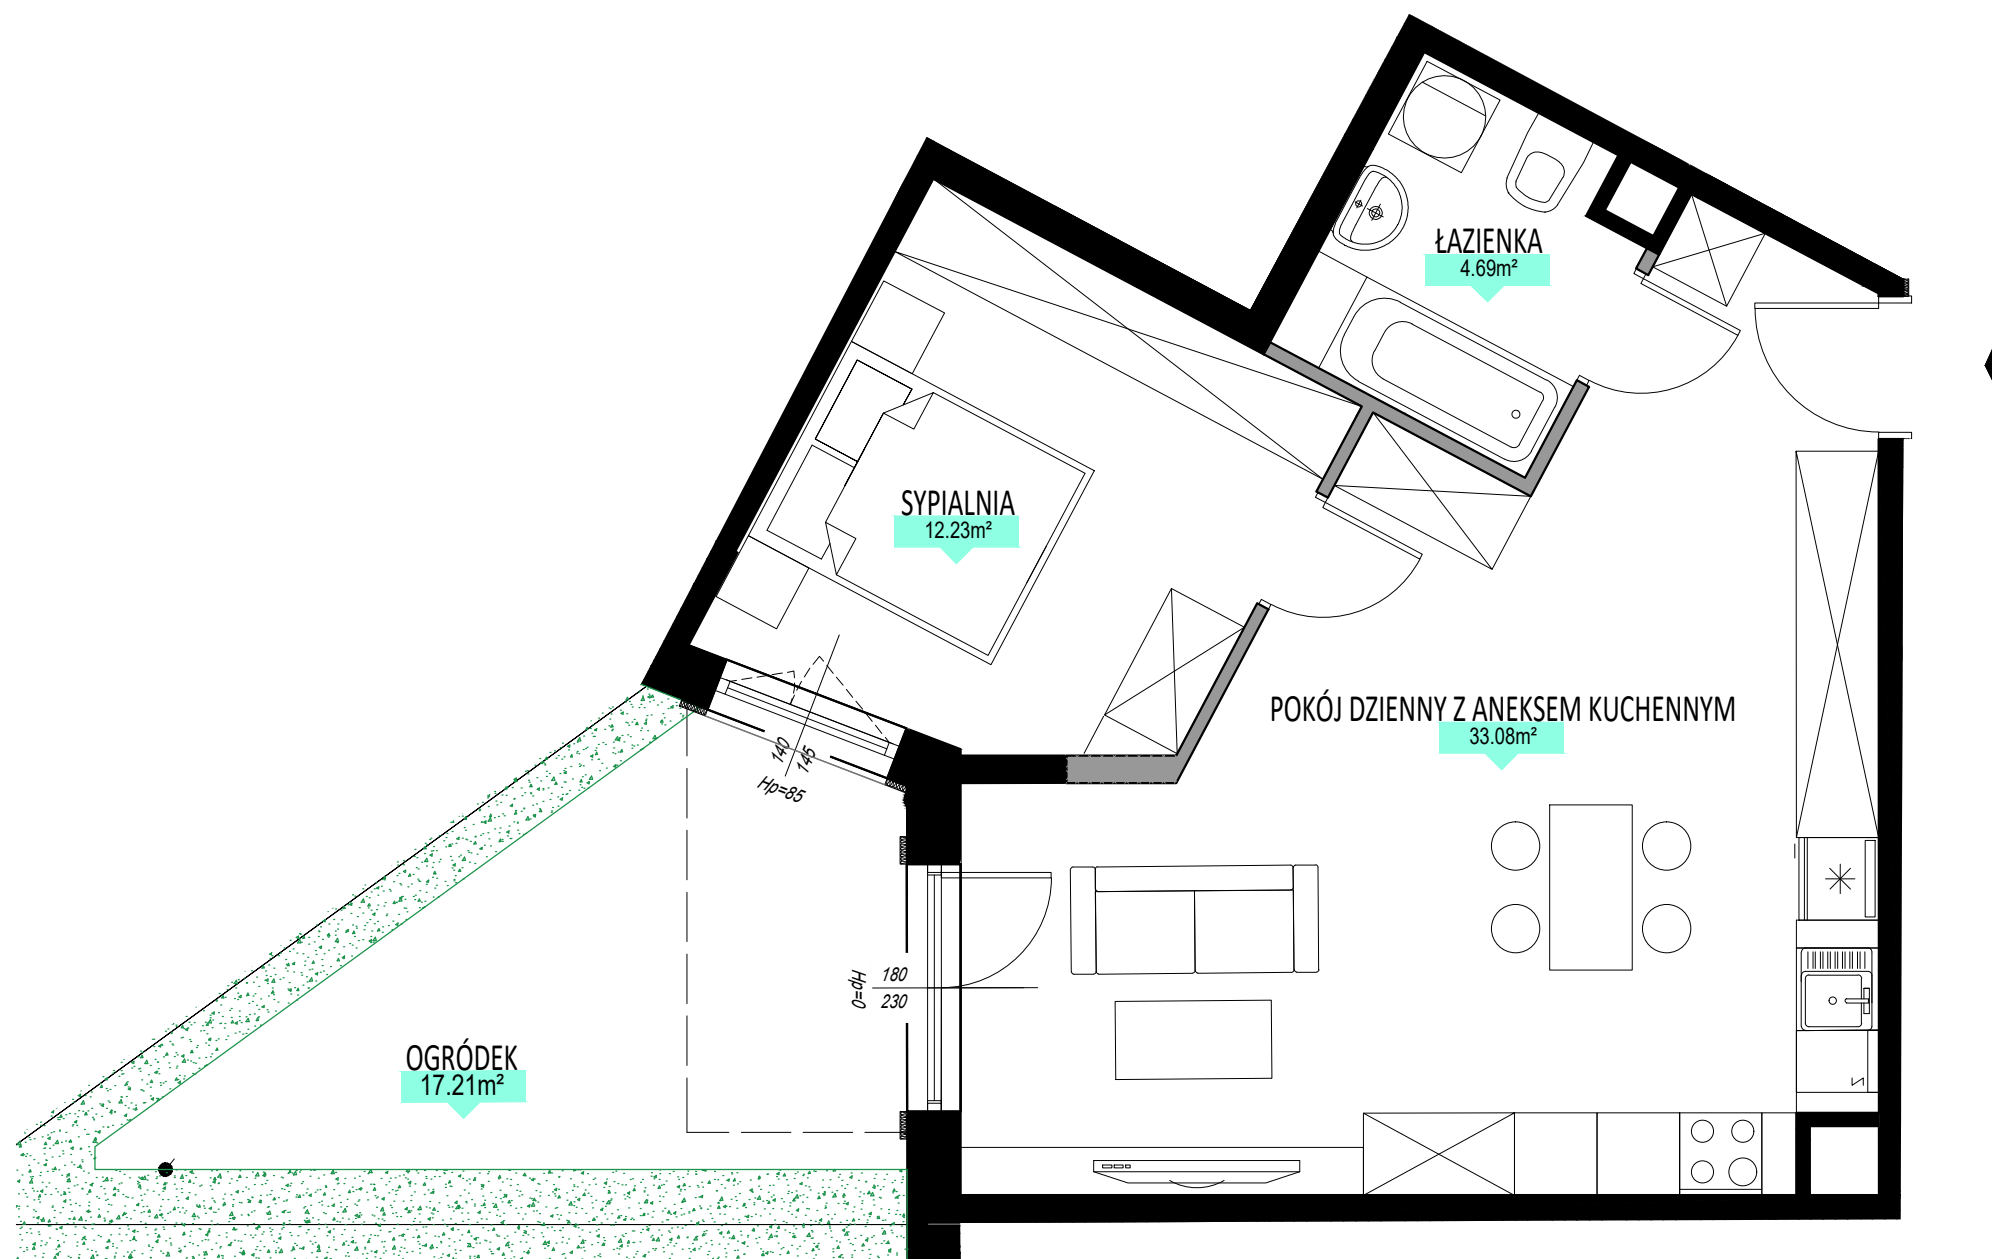 ŁAZIENKA
4.69m²
SYPIALNIA
12.23m²
POKÓJ DZIENNY Z ANEKSEM KUCHENNYM
33.08m²
140
145
Hp=85
Hp=0
180
230
OGRÓDEK
17.21m²